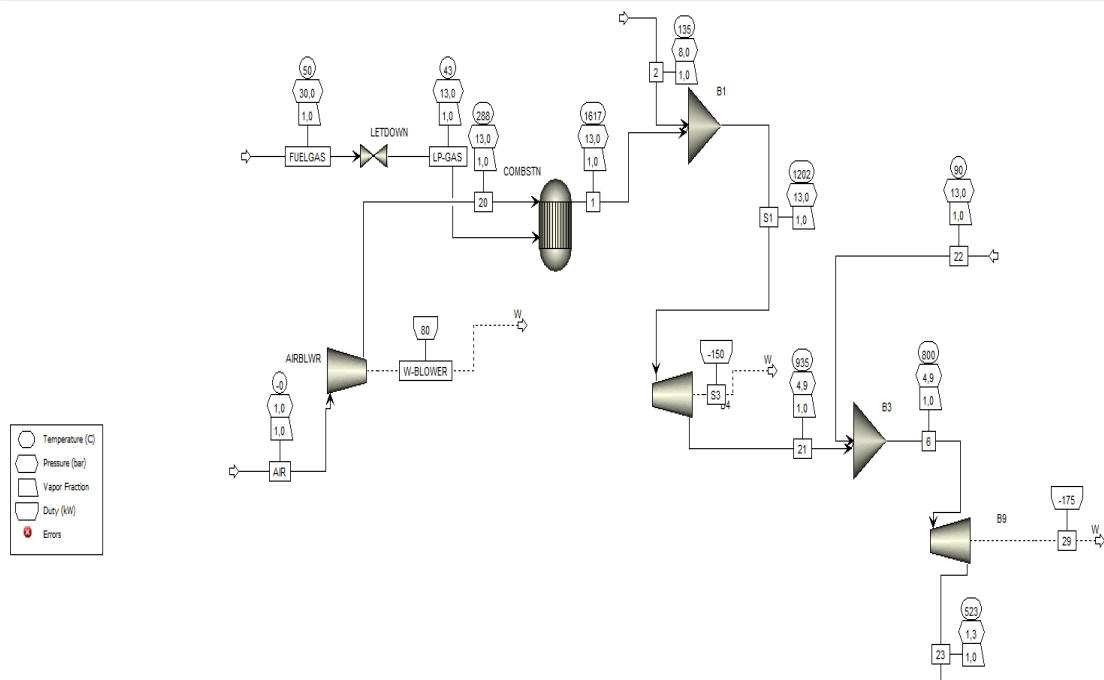 135
8,0
2
1,0
B1
50
30,0
1,0
FUELGAS
LETDOWN
43
13,0
1,0
LP-GAS
288
13,0
1,0
20
COMBSTN
1617
13,0
1,0
1
1202
13,0
S1
1,0
90
13,0
1,0
22
W
80
W-BLOWER
AIRBLWR
-0
1,0
1,0
AIR
-150
W
S3
935
4,9
1,0
21
800
4,9
1,0
6
B3
Temperature (C)
Pressure (bar)
Vapor Fraction
Duty (kW)
Errors
-175
B9
W
29
523
1,3
23
1,0